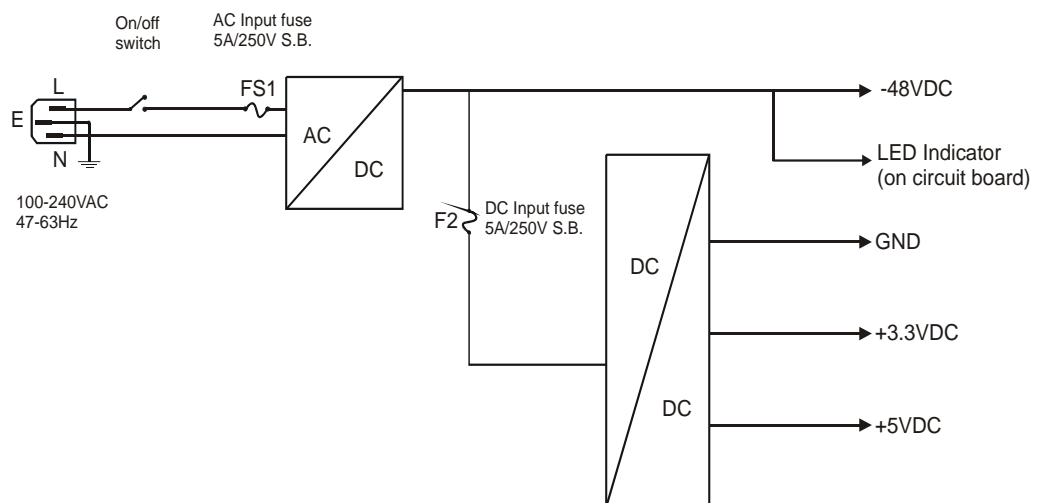 On/off
switch
AC Input fuse
5A/250V S.B.
L
FS1
E
N
AC
DC
100-240VAC
47-63Hz
-48VDC
LED Indicator
(on circuit board)
F2
DC Input fuse
5A/250V S.B.
GND
DC
+3.3VDC
DC
+5VDC